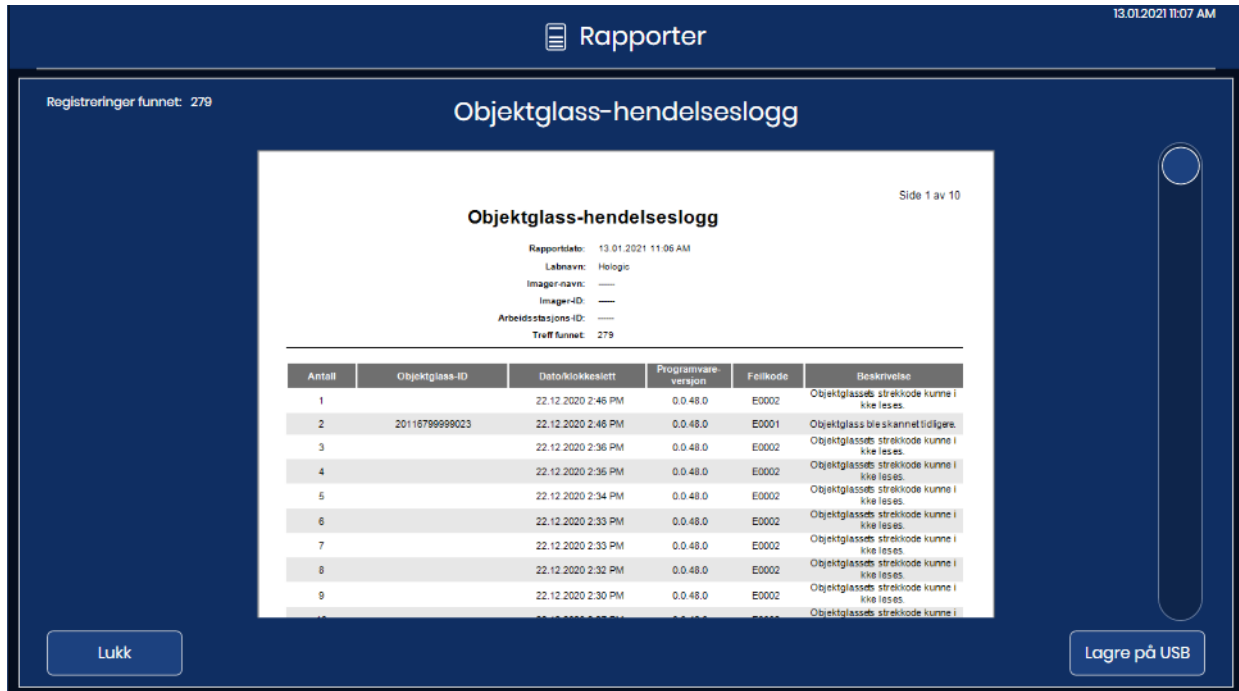 13.01.2021 11:07 AM
Rapporter
Registreringer funnet: 279
Objektglass-hendelseslogg
Side 1 av 10
Objektglass-hendelseslogg
Rapportdato: 13.01.2021 11:06 AM
Labnavn: Hologic
Imager-navn: -----
Imager-ID: -----
Arbeidsstasjons-ID: -----
Treff funnet: 279
Antall Objektglass-ID Dato/klokkeslett Programvare-versjon Feilkode Beskrivelse
1 22.12.2020 2:46 PM 0.0.48.0 E0002 Objektglassets strekkode kunne i
kke leses.
2 20116799999023 22.12.2020 2:46 PM 0.0.48.0 E0001 Objektglass ble skannet tidligere.
3 22.12.2020 2:36 PM 0.0.48.0 E0002 Objektglassets strekkode kunne i
kke leses.
4 22.12.2020 2:35 PM 0.0.48.0 E0002 Objektglassets strekkode kunne i
kke leses.
5 22.12.2020 2:34 PM 0.0.48.0 E0002 Objektglassets strekkode kunne i
kke leses.
6 22.12.2020 2:33 PM 0.0.48.0 E0002 Objektglassets strekkode kunne i
kke leses.
7 22.12.2020 2:33 PM 0.0.48.0 E0002 Objektglassets strekkode kunne i
kke leses.
8 22.12.2020 2:32 PM 0.0.48.0 E0002 Objektglassets strekkode kunne i
kke leses.
9 22.12.2020 2:30 PM 0.0.48.0 E0002 Objektglassets strekkode kunne i
kke leses.
Objektglassets strekkode kunne i
Lukk
Lagre på USB